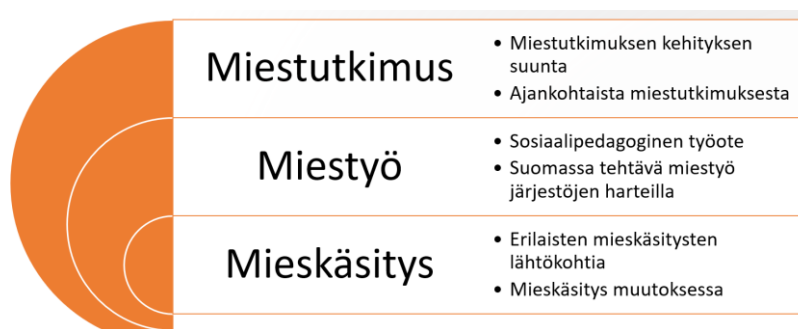 Miestutkimus
• Miestutkimuksen kehityksen
suunta
• Ajankohtaista miestutkimuksesta
Miestyö
• Sosiaalipedagoginen työote
• Suomassa tehtävä miestyö
järjestöjen harteilla
Mieskäsitys
• Erilaisten mieskäsitysten
lähtökohtia
• Mieskäsitys muutoksessa